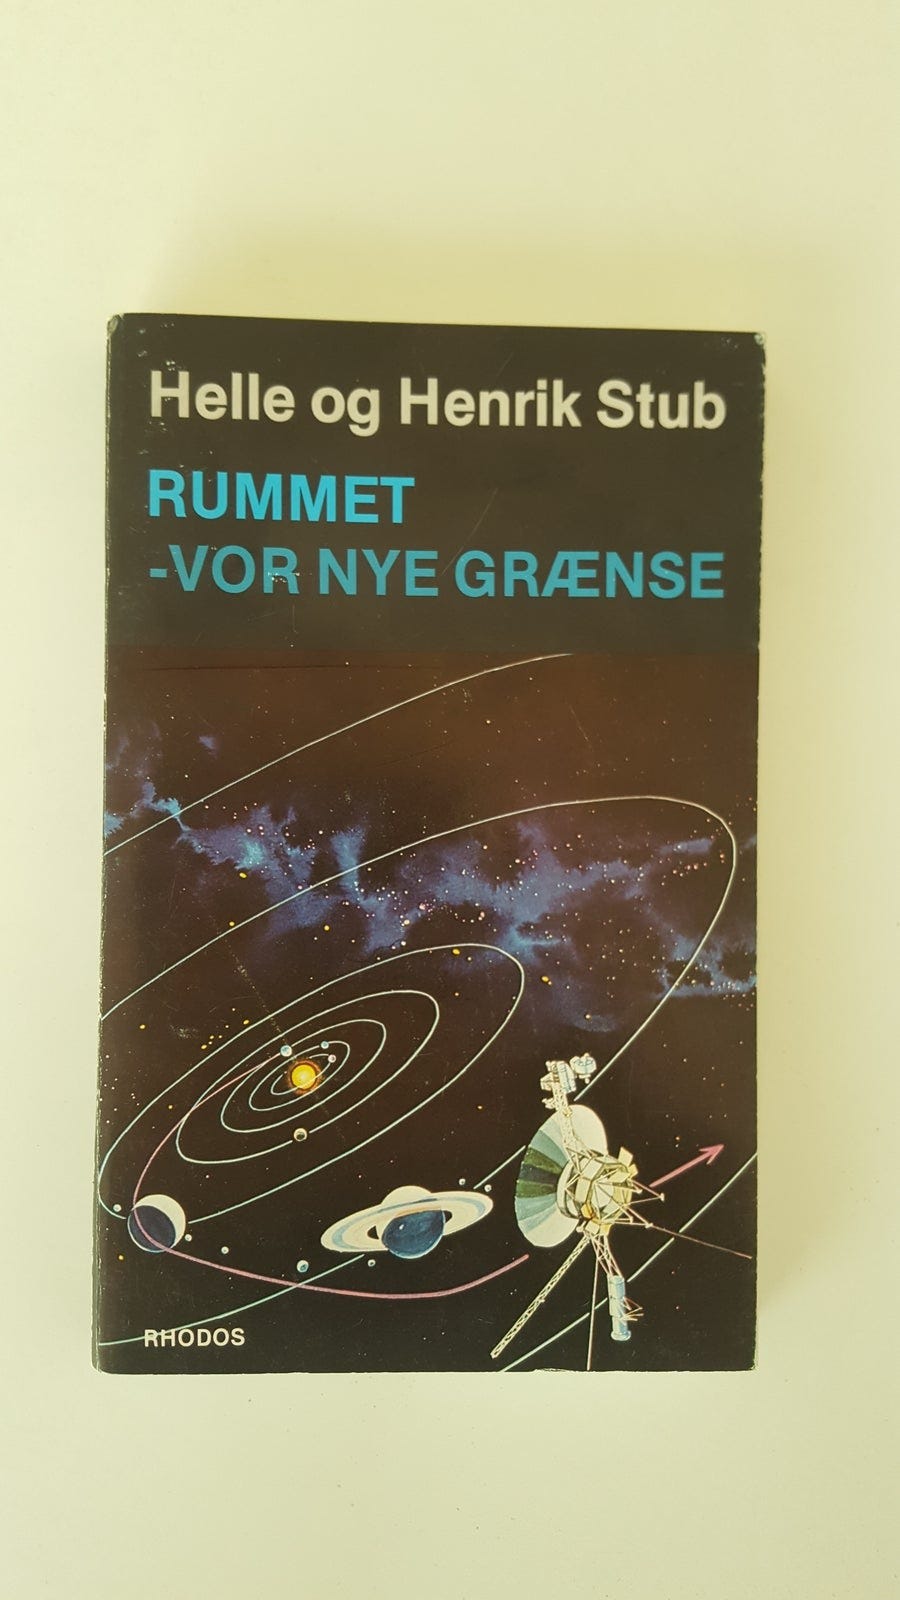 Helle og Henrik Stub
RUMMET
-VOR NYE GRÆNSE
RHODOS